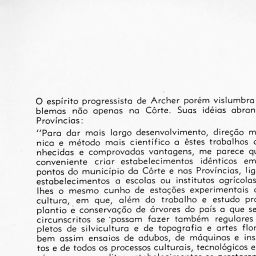 O espírito progressista de Archer porém vislumbra
blemas não apenas na Côrte. Suas idéias abran
Províncias:
"Para dar mais largo desenvolvimento, direção m
nica e método mais científico a êstes trabalhos d
nhecidas e comprovadas vantagens, me parece qu
conveniente criar estabelecimentos idênticos em
pontos do município da Côrte e nas Províncias, lig
estabelecimentos a escolas ou institutos agrícolas
lhes o mesmo cunho de estações experimentais d
cultura, em que, além do trabalho e estudo pro
plantio e conservação de árvores do país a que se
circunscritos se possam fazer também regulares
pletos de silvicultura e de topografia e artes flor
bem assim ensaios de adubos, de máquinas e ins
tos e de todos os processos culturais, tecnológicos e